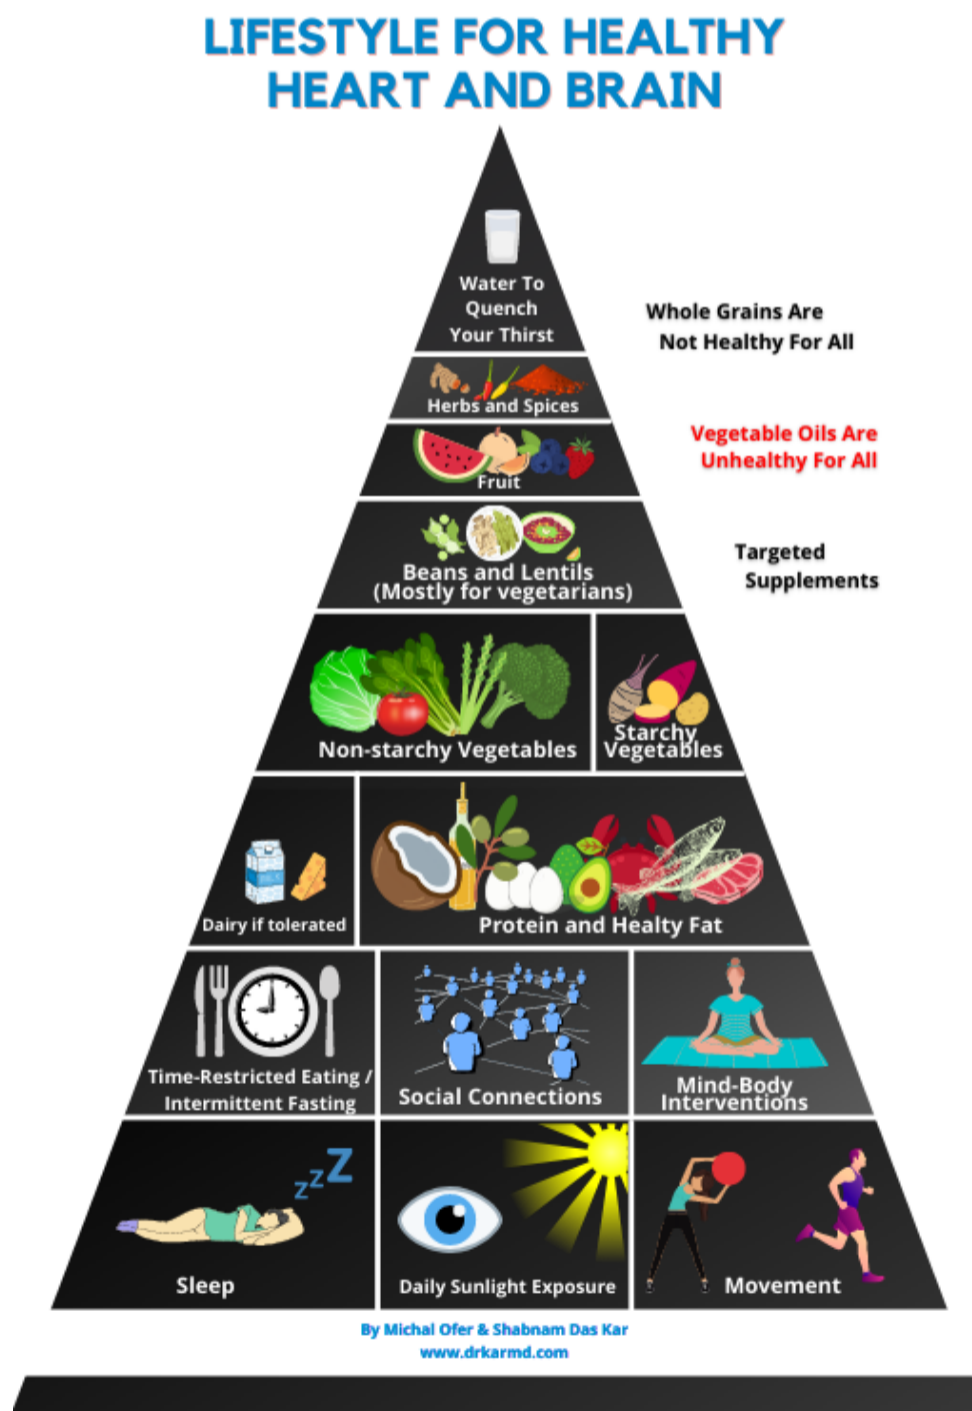 LIFESTYLE FOR HEALTHY
HEART AND BRAIN
Water To
Quench
Your Thirst
Whole Grains Are
Not Healthy For All
Herbs and Spices
Vegetable Oils Are
Unhealthy For All
Fruit
Targeted
Supplements
Beans and Lentils
(Mostly for vegetarians)
Non-starchy Vegetables
Starchy
Vegetables
MILK
Dairy if tolerated
Protein and Healty Fat
Time-Restricted Eating /
Intermittent Fasting
Social Connections
Mind-Body
Interventions
zzZ
Sleep
Daily Sunlight Exposure
Movement
By Michal Ofer & Shabnam Das Kar
www.drkarmd.com